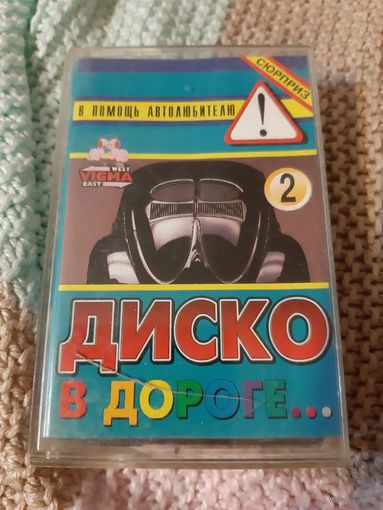 СЮРПРИЗ
В ПОМОЩЬ АВТОЛЮБИТЕЛЮ
!
WEST
VIGMA
EAST
2
ДИСКО
В ДОРОГЕ...